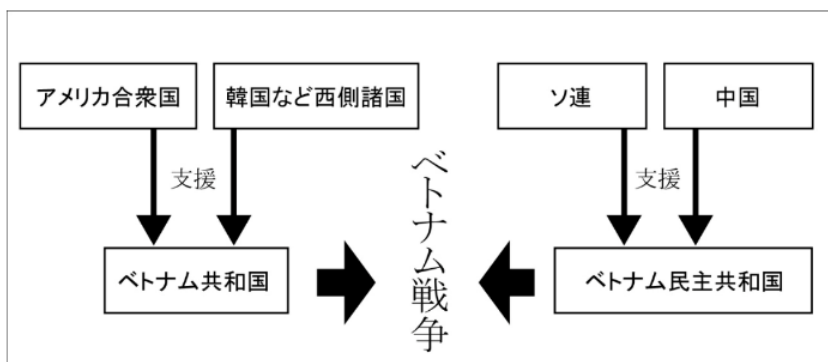 アメリカ合衆国
韓国など西側諸国
ソ連
中国
支援
支援
ベトナム戦争
ベトナム共和国
ベトナム民主共和国